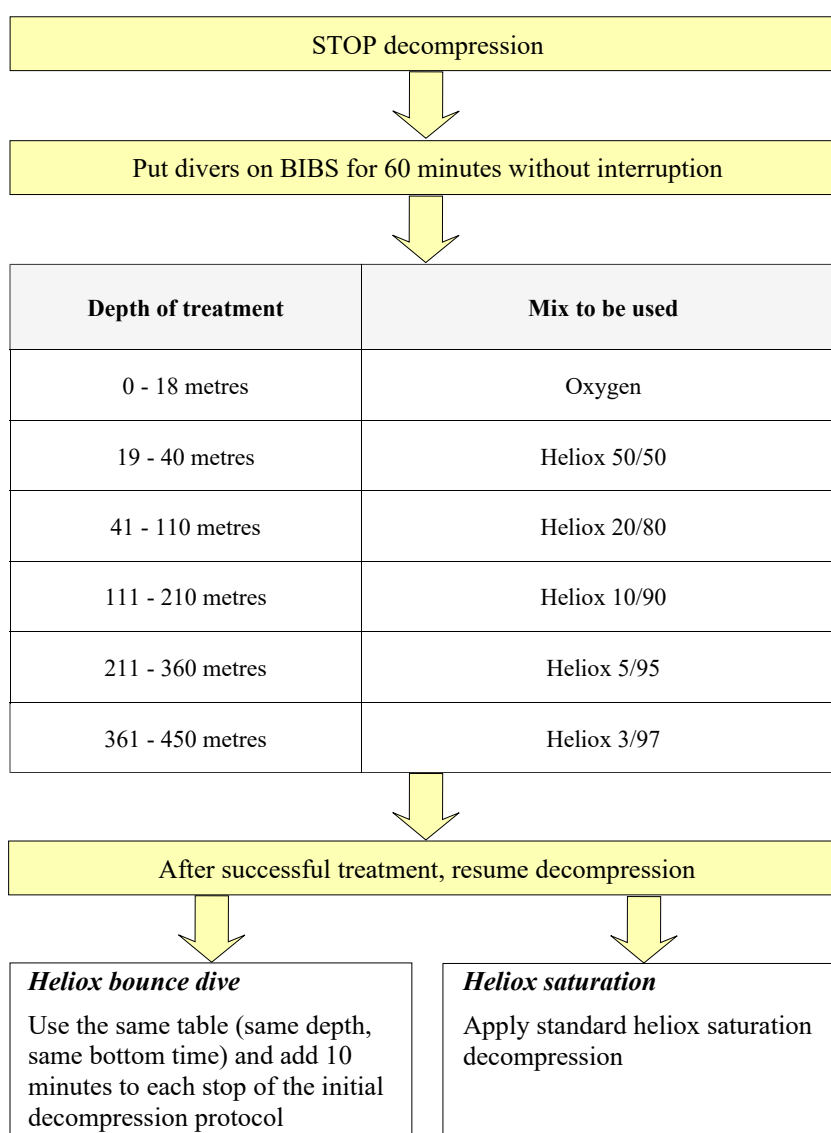 STOP decompression
Put divers on BIBS for 60 minutes without interruption
Depth of treatment Mix to be used
0 - 18 metres Oxygen
19 - 40 metres Heliox 50/50
41 - 110 metres Heliox 20/80
111 - 210 metres Heliox 10/90
211 - 360 metres Heliox 5/95
361 - 450 metres Heliox 3/97
After successful treatment, resume decompression
Heliox bounce dive
Use the same table (same depth,
same bottom time) and add 10
minutes to each stop of the initial
decompression protocol
Heliox saturation
Apply standard heliox saturation
decompression